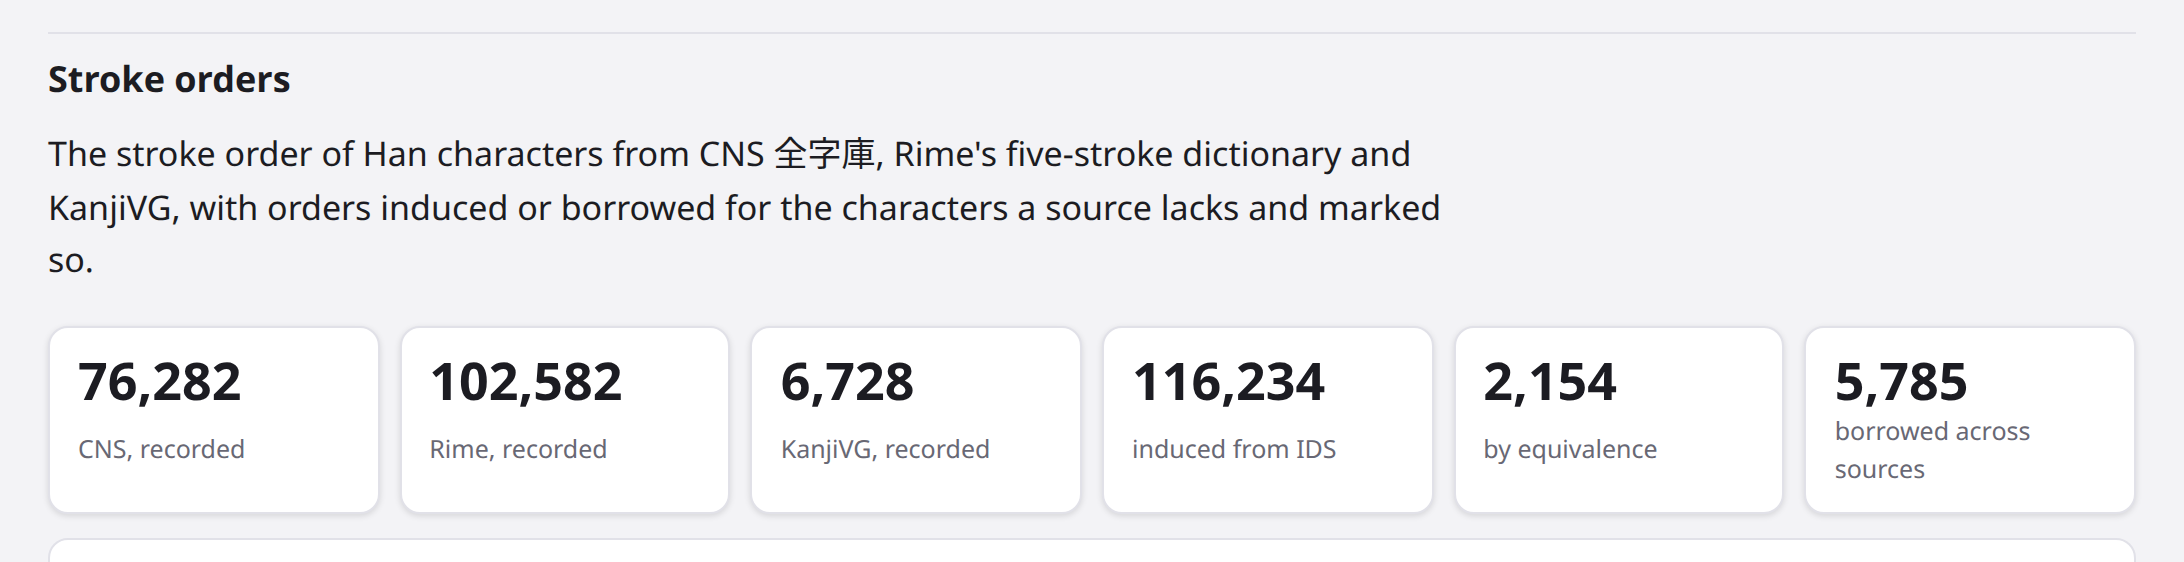 Stroke orders
The stroke order of Han characters from CNS 全字庫, Rime's five-stroke dictionary and
KanjiVG, with orders induced or borrowed for the characters a source lacks and marked
so.
76,282
CNS, recorded
102,582
Rime, recorded
6,728
KanjiVG, recorded
116,234
induced from IDS
2,154
by equivalence
5,785
borrowed across
sources